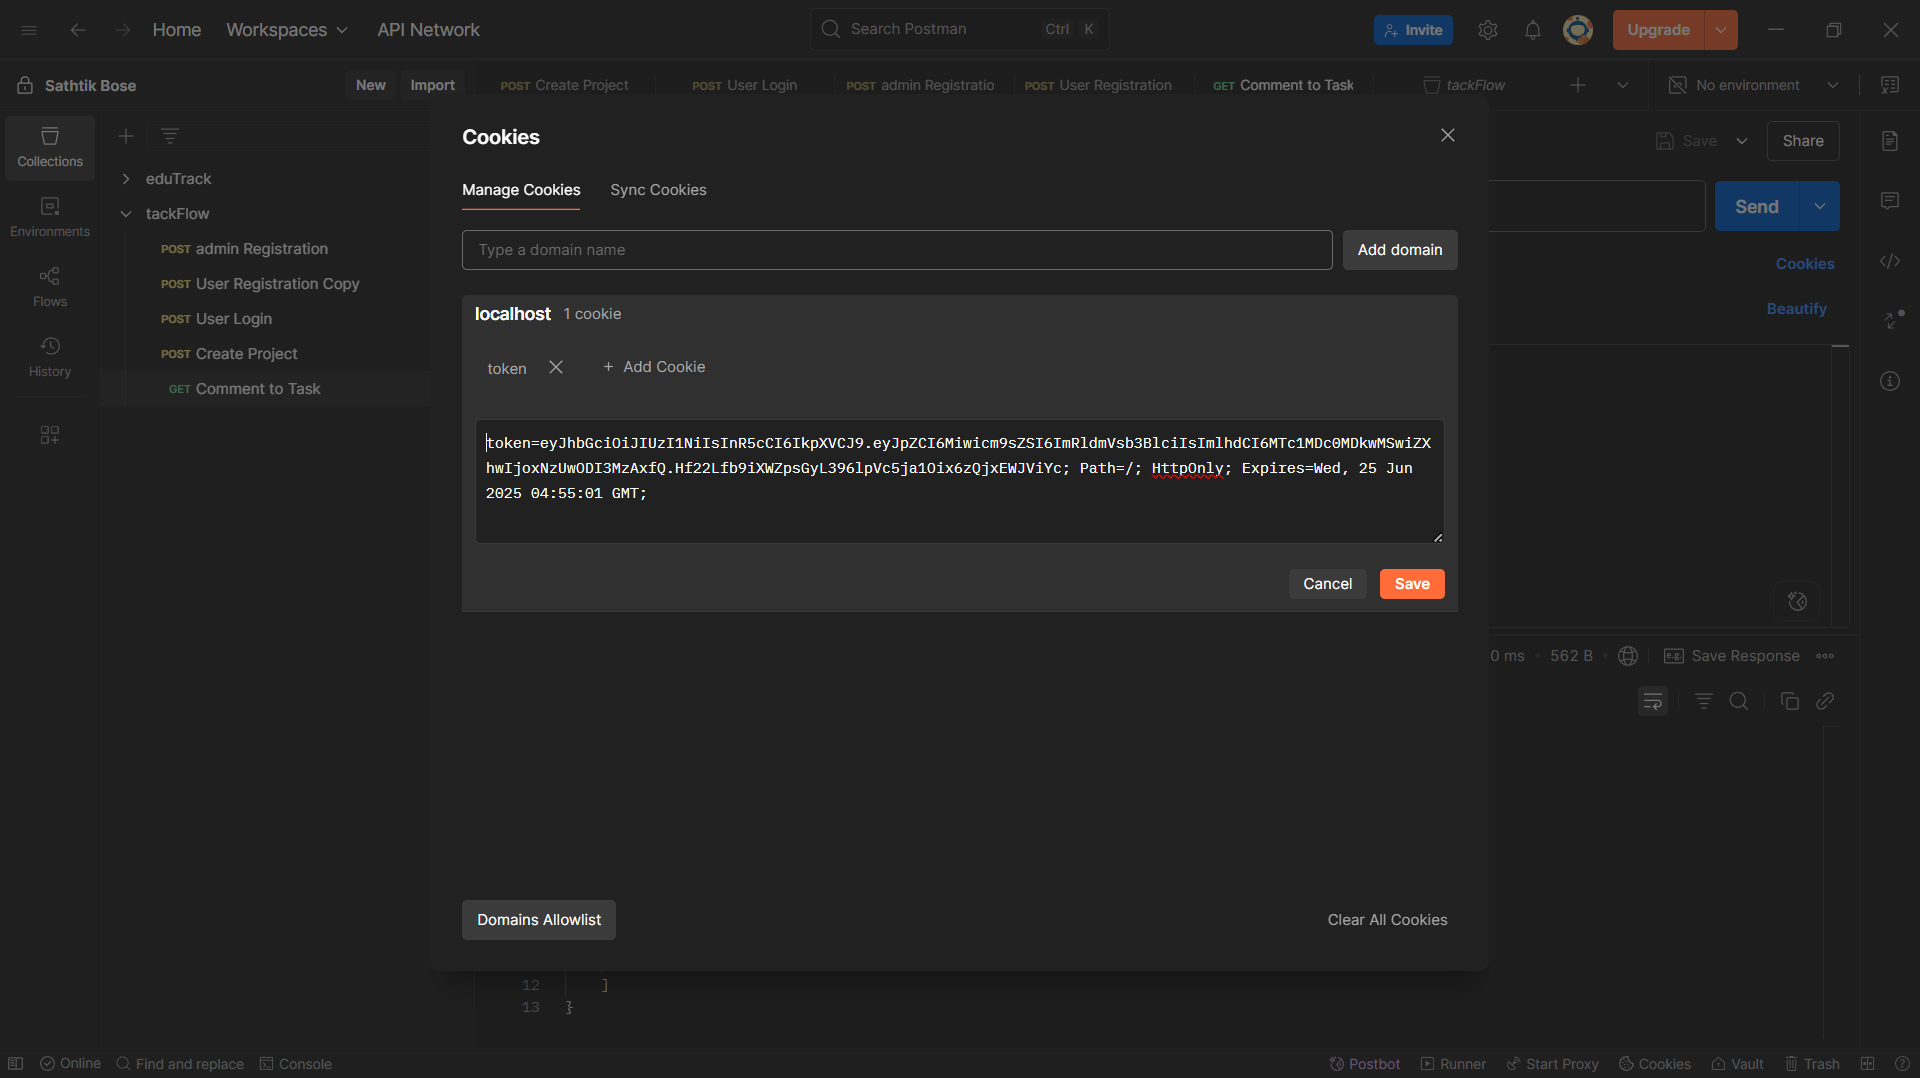 Home
Workspaces
API Network
Search Postman
Ctrl K
Invite
Upgrade
Sathtik Bose
New
Import
POST Create Project
POST User Login
POST admin Registratio
POST User Registration
GET Comment to Task
tackFlow
No environment
Collections
Environments
Flows
History
eduTrack
tackFlow
POST admin Registration
POST User Registration Copy
POST User Login
POST Create Project
GET Comment to Task
Cookies
Manage Cookies
Sync Cookies
Type a domain name
Add domain
localhost 1 cookie
token
+ Add Cookie
token=eyJhbGciOiJIUzI1NiIsInR5cCI6IkpXVCJ9.eyJpZCI6Miwicm9sZSI6ImRldmVsb3BlciIsImlhdCI6MTc1MDc0MDkwMSwiZX
hwIjoxNzUwODI3MzAxfQ.Hf22Lfb9iXWZpsGyL396lpVc5ja1Oix6zQjxEWJViYc; Path=/; HttpOnly; Expires=Wed, 25 Jun
2025 04:55:01 GMT;
Cancel
Save
Domains Allowlist
Clear All Cookies
Save
Share
Send
Cookies
Beautify
0 ms
562 B
e.g.
Save Response
12 ]
13 }
Online
Find and replace
Console
Postbot
Runner
Start Proxy
Cookies
Vault
Trash